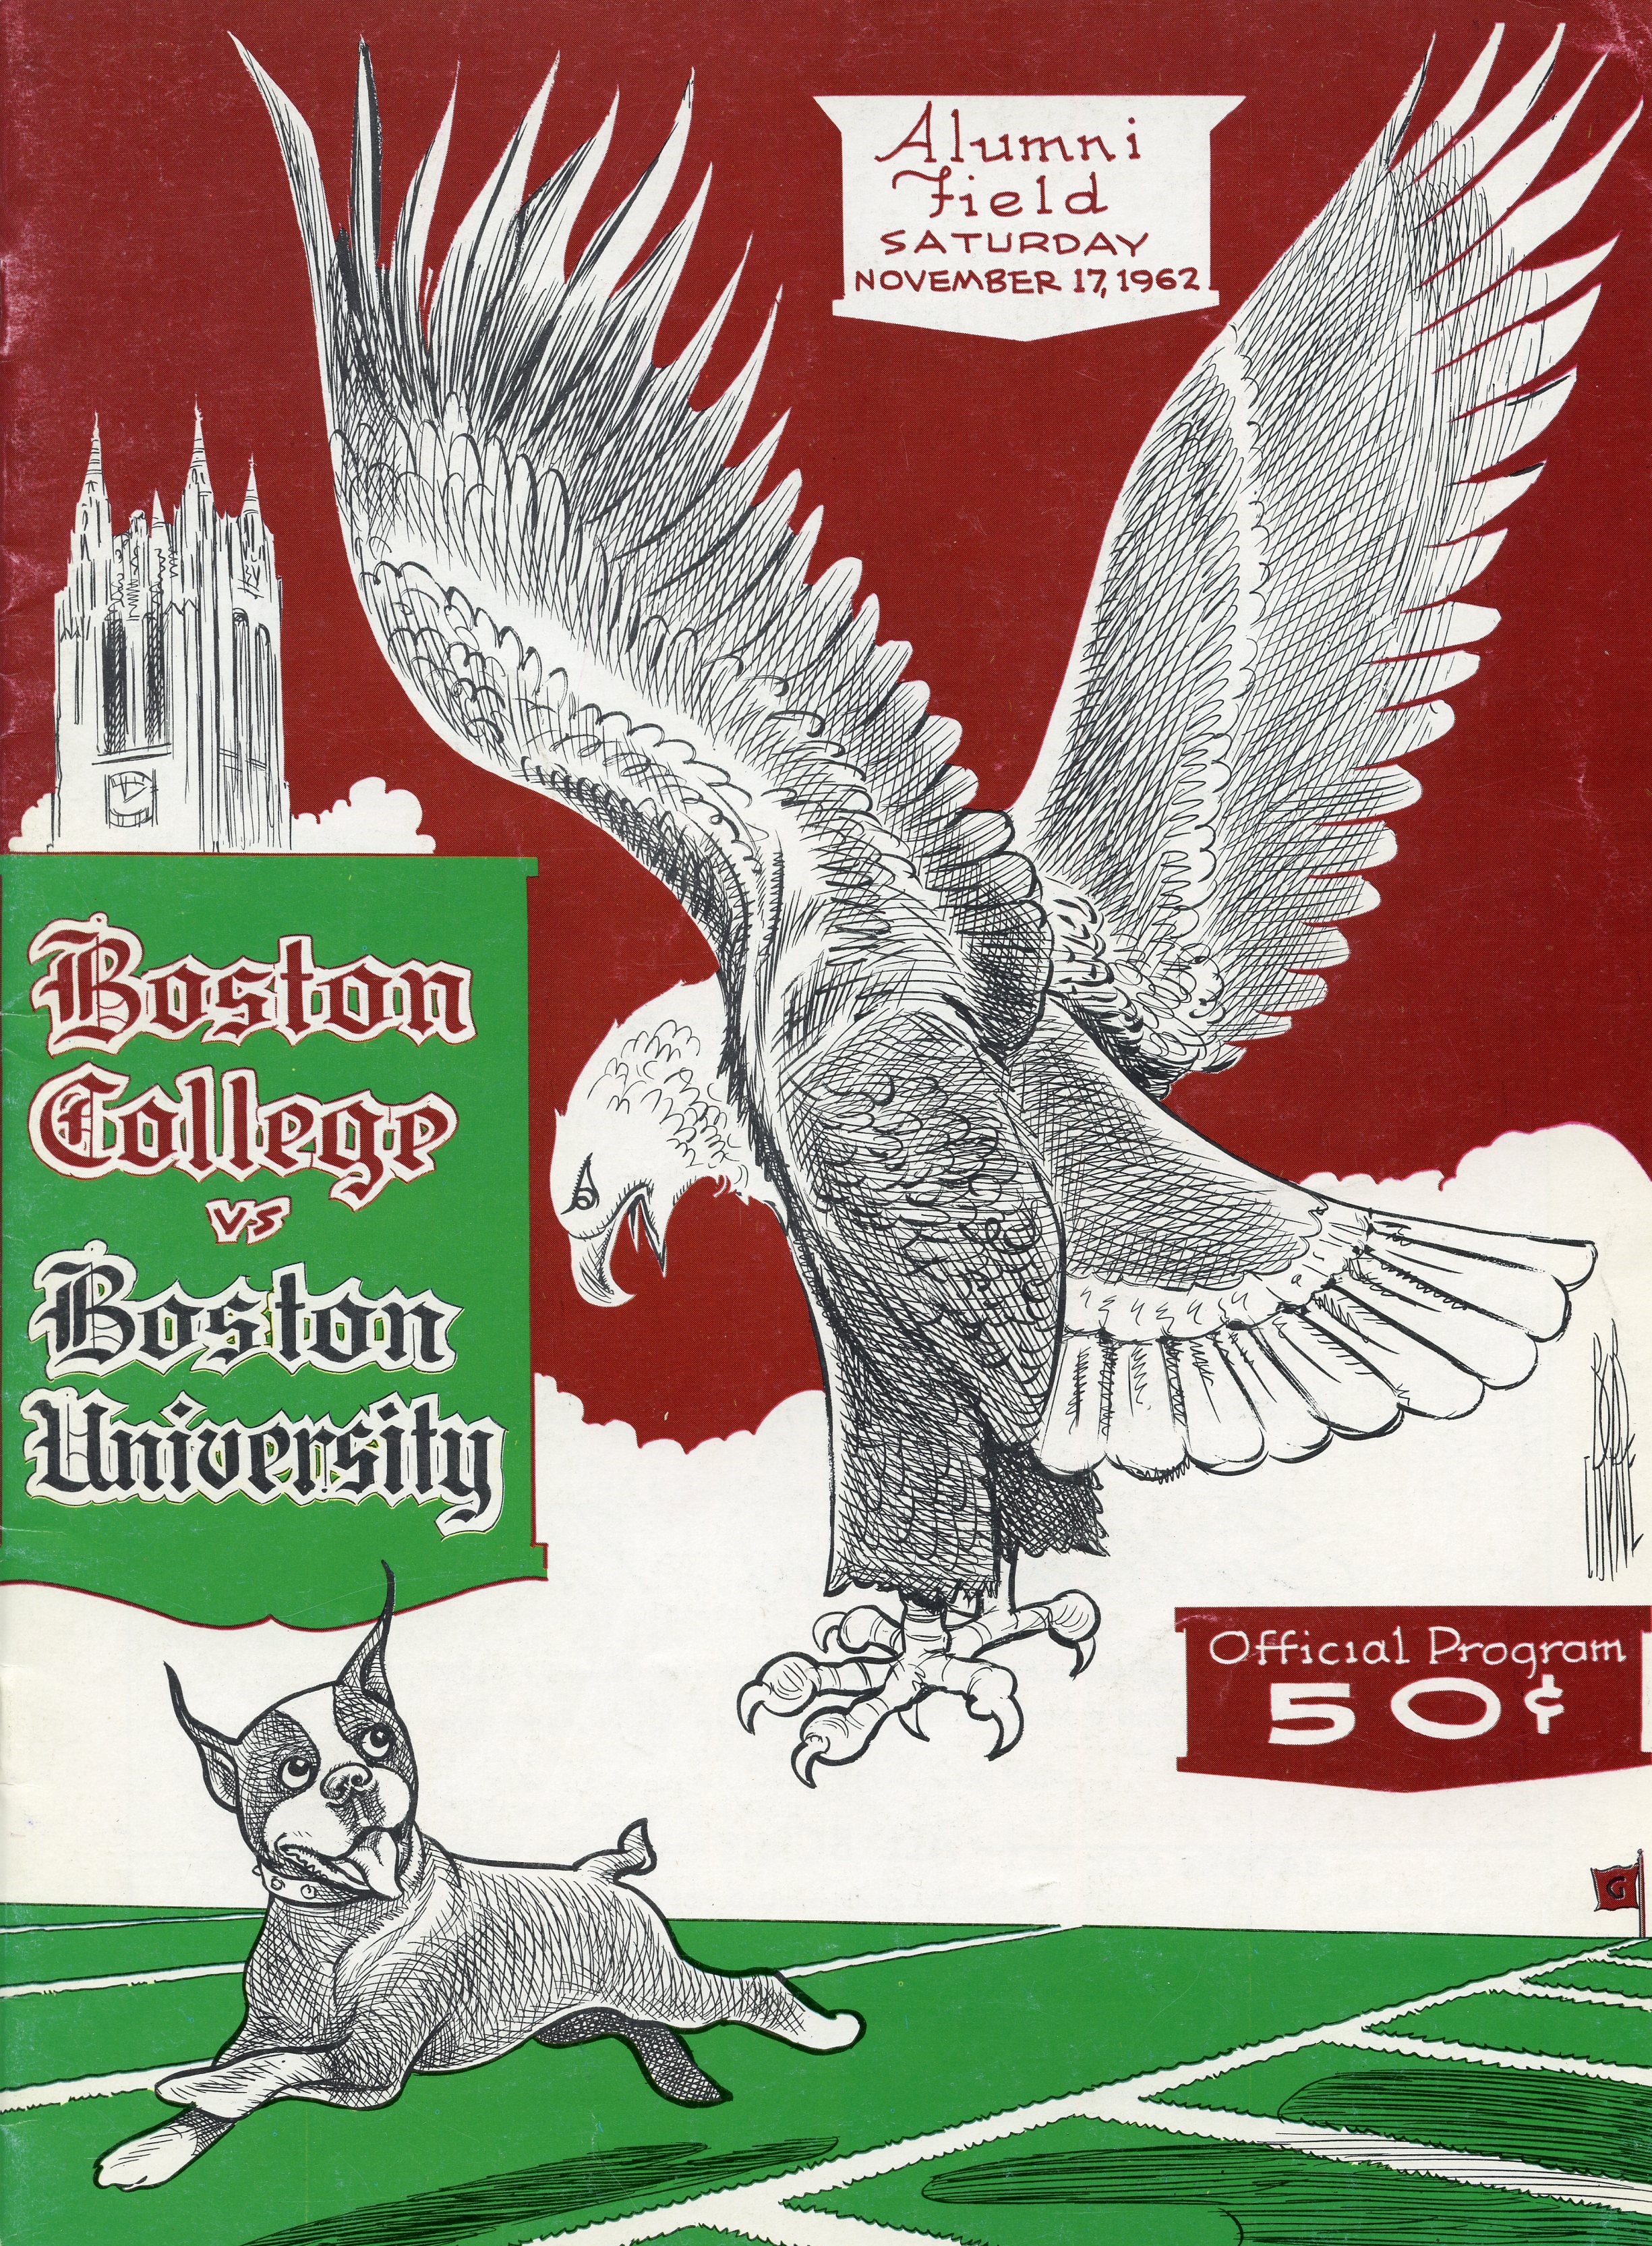 Alumni
Field
SATURDAY
NOVEMBER 17, 1962
Boston
College
vs
Boston
University
Official Program
50¢
G